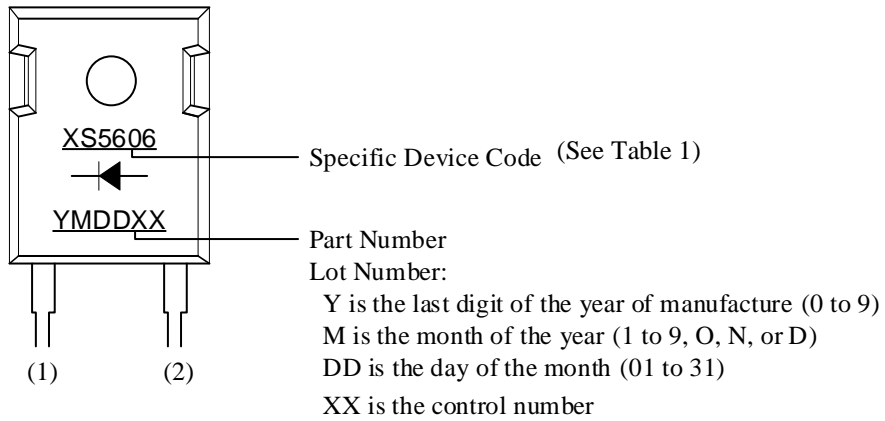 XS5606
Specific Device Code (See Table 1)
YMDDXX
Part Number
Lot Number:
Y is the last digit of the year of manufacture (0 to 9)
M is the month of the year (1 to 9, O, N, or D)
DD is the day of the month (01 to 31)
XX is the control number
(1) (2)